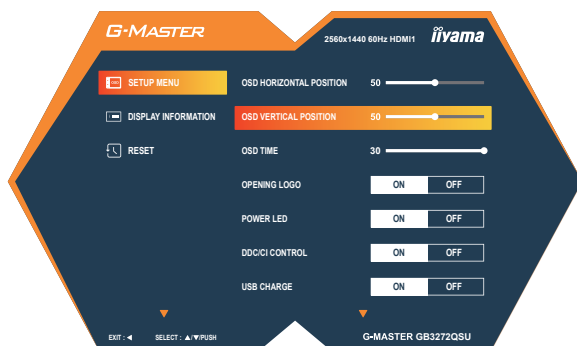 G-MASTER
2560x1440 60Hz HDMI1 iiyama
SETUP MENU
DISPLAY INFORMATION
RESET
OSD HORIZONTAL POSITION 50
OSD VERTICAL POSITION 50
OSD TIME 30
OPENING LOGO ON OFF
POWER LED ON OFF
DDC/CI CONTROL ON OFF
USB CHARGE ON OFF
EXIT : ◀ SELECT : ▲/▼/PUSH G-MASTER GB3272QSU